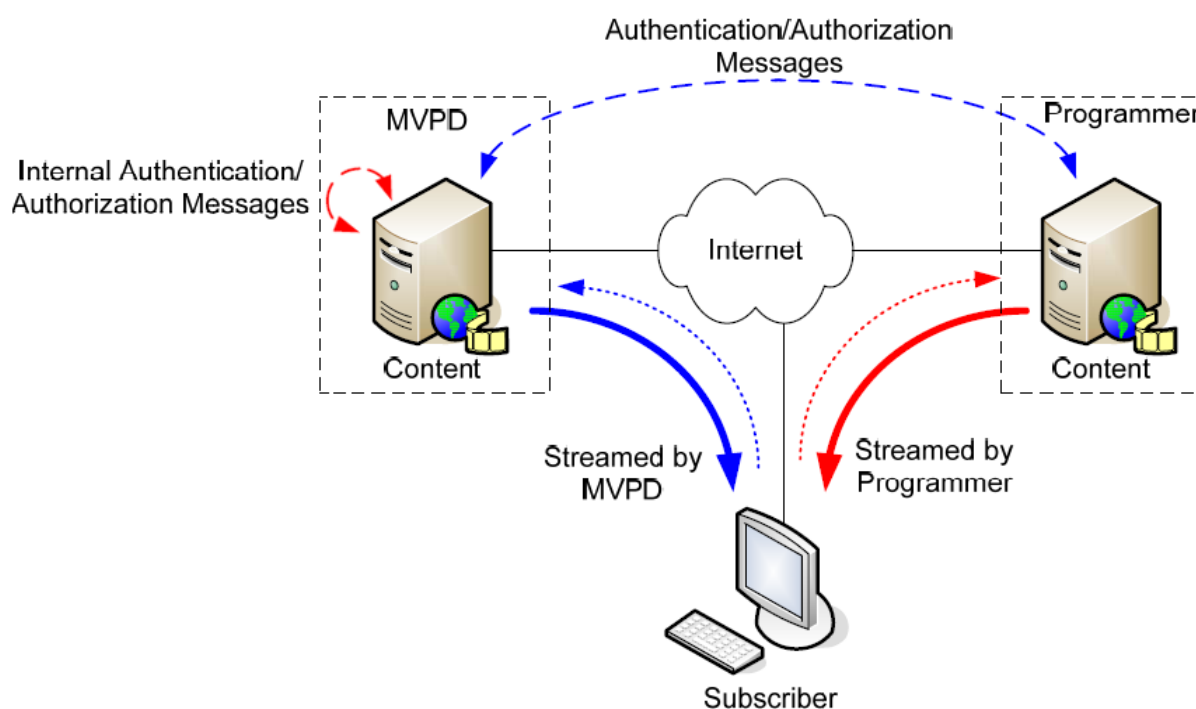 Authentication/Authorization
Messages
MVPD
Programmer
Internal Authentication/
Authorization Messages
Internet
Content
Content
Streamed by
MVPD
Streamed by
Programmer
Subscriber